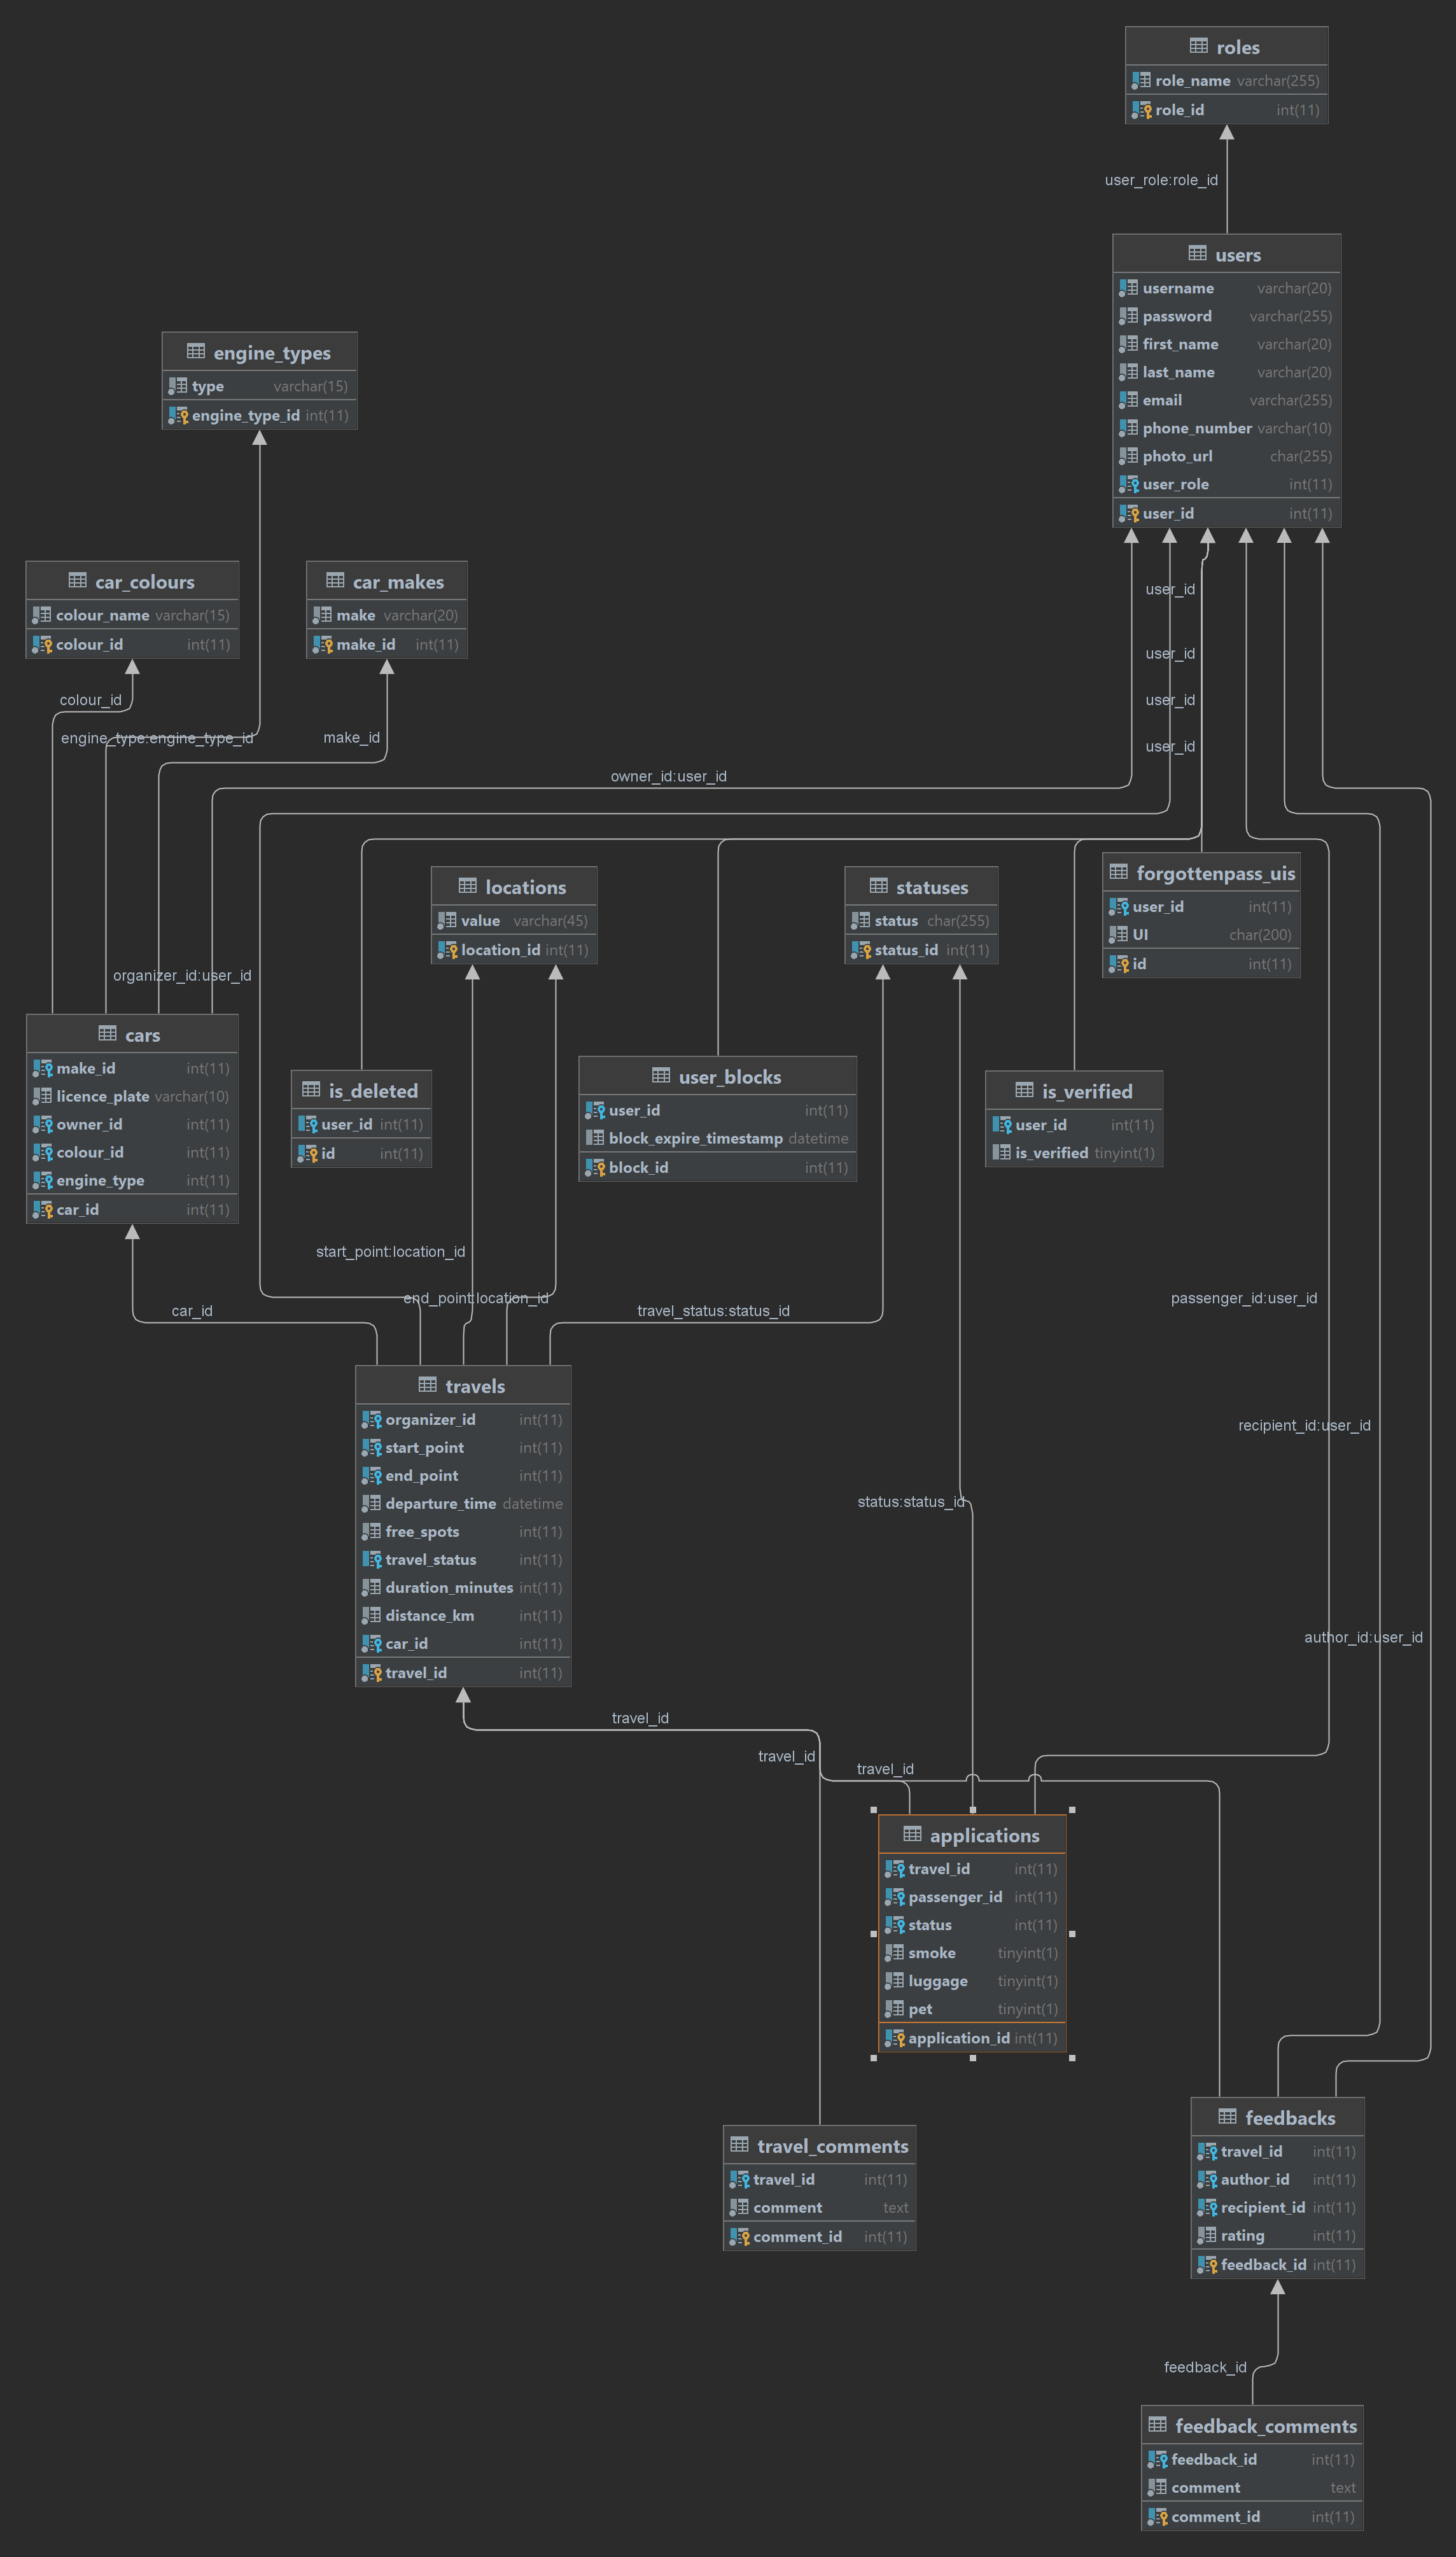 roles
role_name varchar(255)
role_id int(11)
user_role:role_id
users
username varchar(20)
password varchar(255)
first_name varchar(20)
last_name varchar(20)
email varchar(255)
phone_number varchar(10)
photo_url char(255)
user_role int(11)
user_id int(11)
engine_types
type varchar(15)
engine_type_id int(11)
car_colours
colour_name varchar(15)
colour_id int(11)
car_makes
make varchar(20)
make_id int(11)
user_id
user_id
user_id
user_id
colour_id
engine_type:engine_type_id
make_id
owner_id:user_id
locations
value varchar(45)
location_id int(11)
statuses
status char(255)
status_id int(11)
forgottenpass_uis
user_id int(11)
UI char(200)
id int(11)
organizer_id:user_id
cars
make_id int(11)
licence_plate varchar(10)
owner_id int(11)
colour_id int(11)
engine_type int(11)
car_id int(11)
is_deleted
user_id int(11)
id int(11)
user_blocks
user_id int(11)
block_expire_timestamp datetime
block_id int(11)
is_verified
user_id int(11)
is_verified tinyint(1)
start_point:location_id
end_point:location_id
car_id
travel_status:status_id
passenger_id:user_id
travels
organizer_id int(11)
start_point int(11)
end_point int(11)
departure_time datetime
free_spots int(11)
travel_status int(11)
duration_minutes int(11)
distance_km int(11)
car_id int(11)
travel_id int(11)
recipient_id:user_id
status:status_id
author_id:user_id
travel_id
travel_id
travel_id
applications
travel_id int(11)
passenger_id int(11)
status int(11)
smoke tinyint(1)
luggage tinyint(1)
pet tinyint(1)
application_id int(11)
travel_comments
travel_id int(11)
comment text
comment_id int(11)
feedbacks
travel_id int(11)
author_id int(11)
recipient_id int(11)
rating int(11)
feedback_id int(11)
feedback_id
feedback_comments
feedback_id int(11)
comment text
comment_id int(11)